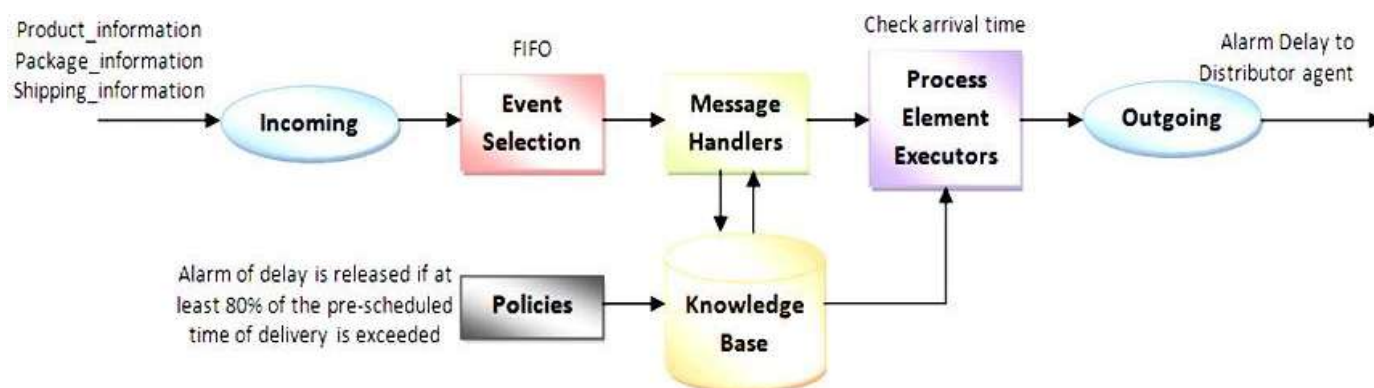 Product_information
Package_information
Shipping_information
Incoming
FIFO
Event
Selection
Message
Handlers
Check arrival time
Process
Element
Executors
Alarm Delay to
Distributor agent
Outgoing
Alarm of delay is released if at
least 80% of the pre-scheduled
time of delivery is exceeded
Policies
Knowledge
Base